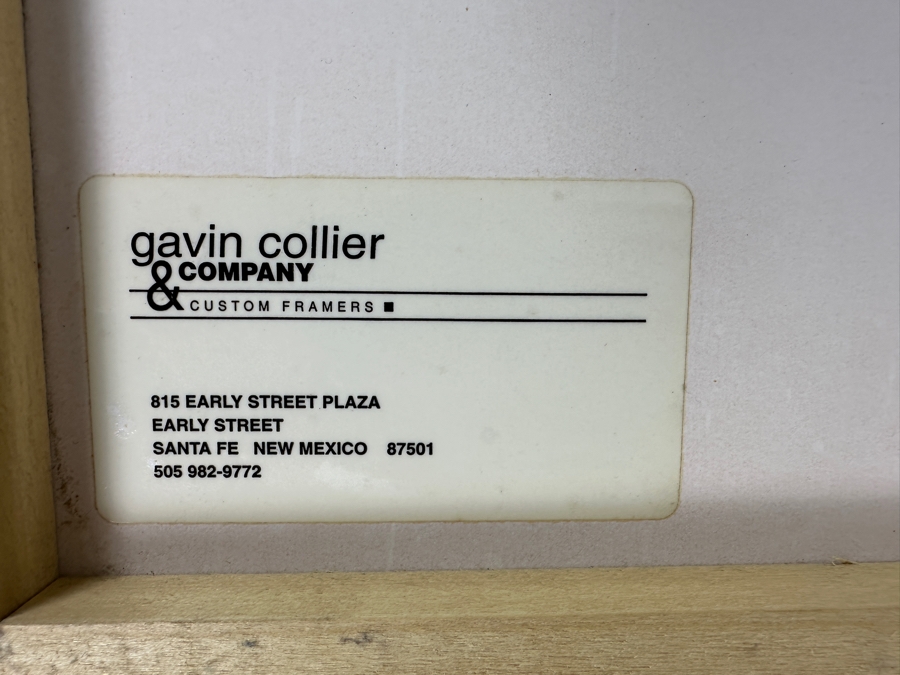 gavin collier
& COMPANY
CUSTOM FRAMERS
815 EARLY STREET PLAZA
EARLY STREET
SANTA FE NEW MEXICO 87501
505 982-9772